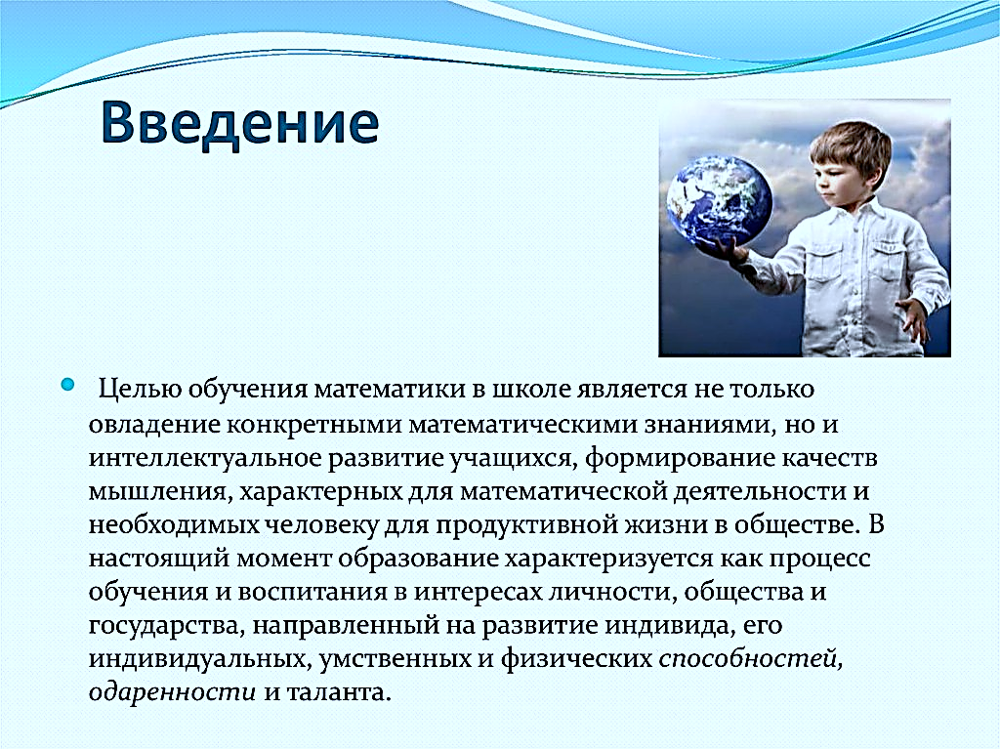 Введение
Целью обучения математики в школе является не только
овладение конкретными математическими знаниями, но и
интеллектуальное развитие учащихся, формирование качеств
мышления, характерных для математической деятельности и
необходимых человеку для продуктивной жизни в обществе. В
настоящий момент образование характеризуется как процесс
обучения и воспитания в интересах личности, общества и
государства, направленный на развитие индивида, его
индивидуальных, умственных и физических способностей,
одаренности и таланта.